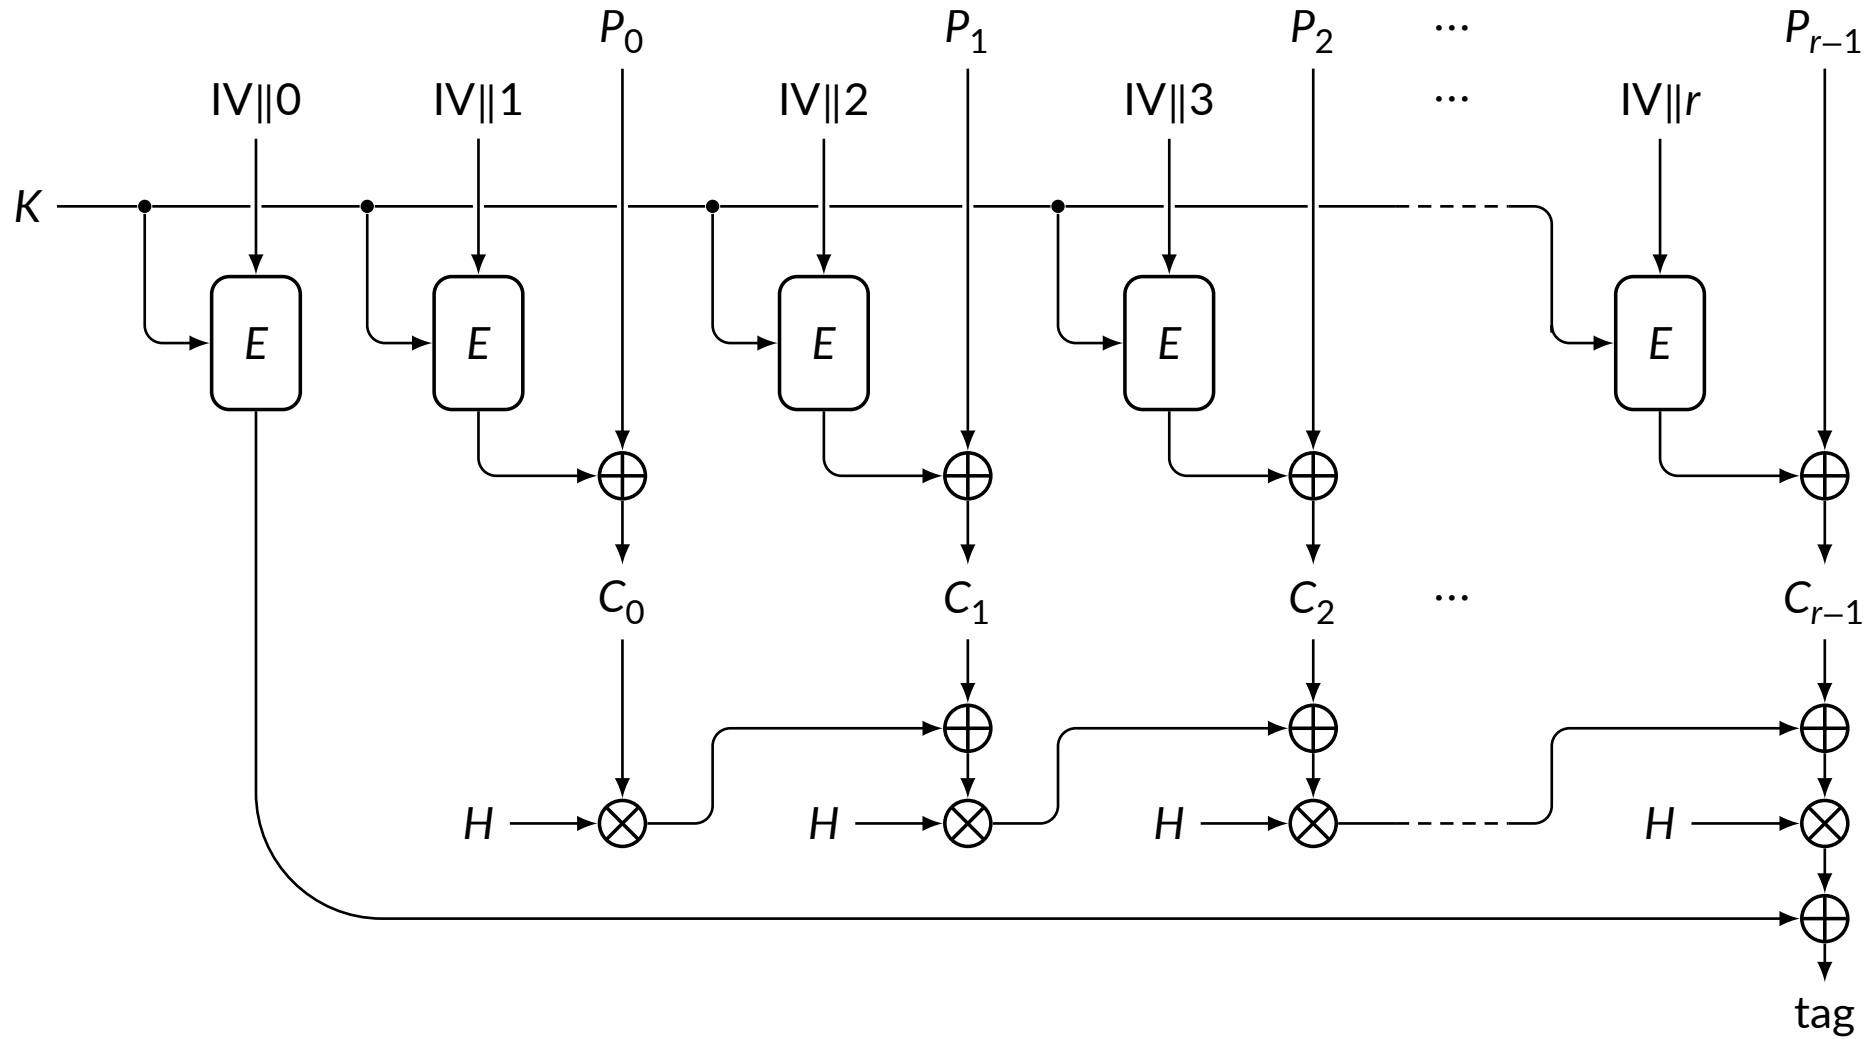 P₀ P₁ P₂ ⋯ Pᵣ₋₁
IV‖0 IV‖1 IV‖2 IV‖3 ⋯ IV‖r
K
E E E E E
C₀ C₁ C₂ ⋯ Cᵣ₋₁
H H H H
tag